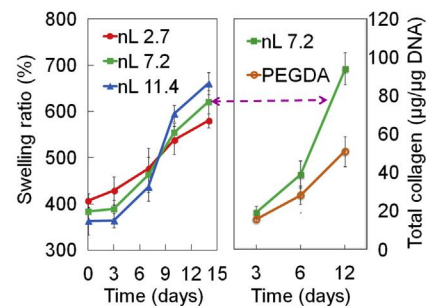 Swelling ratio (%)
800
700
600
500
400
300
nL 2.7
nL 7.2
nL 11.4
0 3 6 9 12 15
Time (days)
nL 7.2
PEGDA
3 6 12
Time (days)
120
100
80
60
40
20
0
Total collagen (µg/µg DNA)